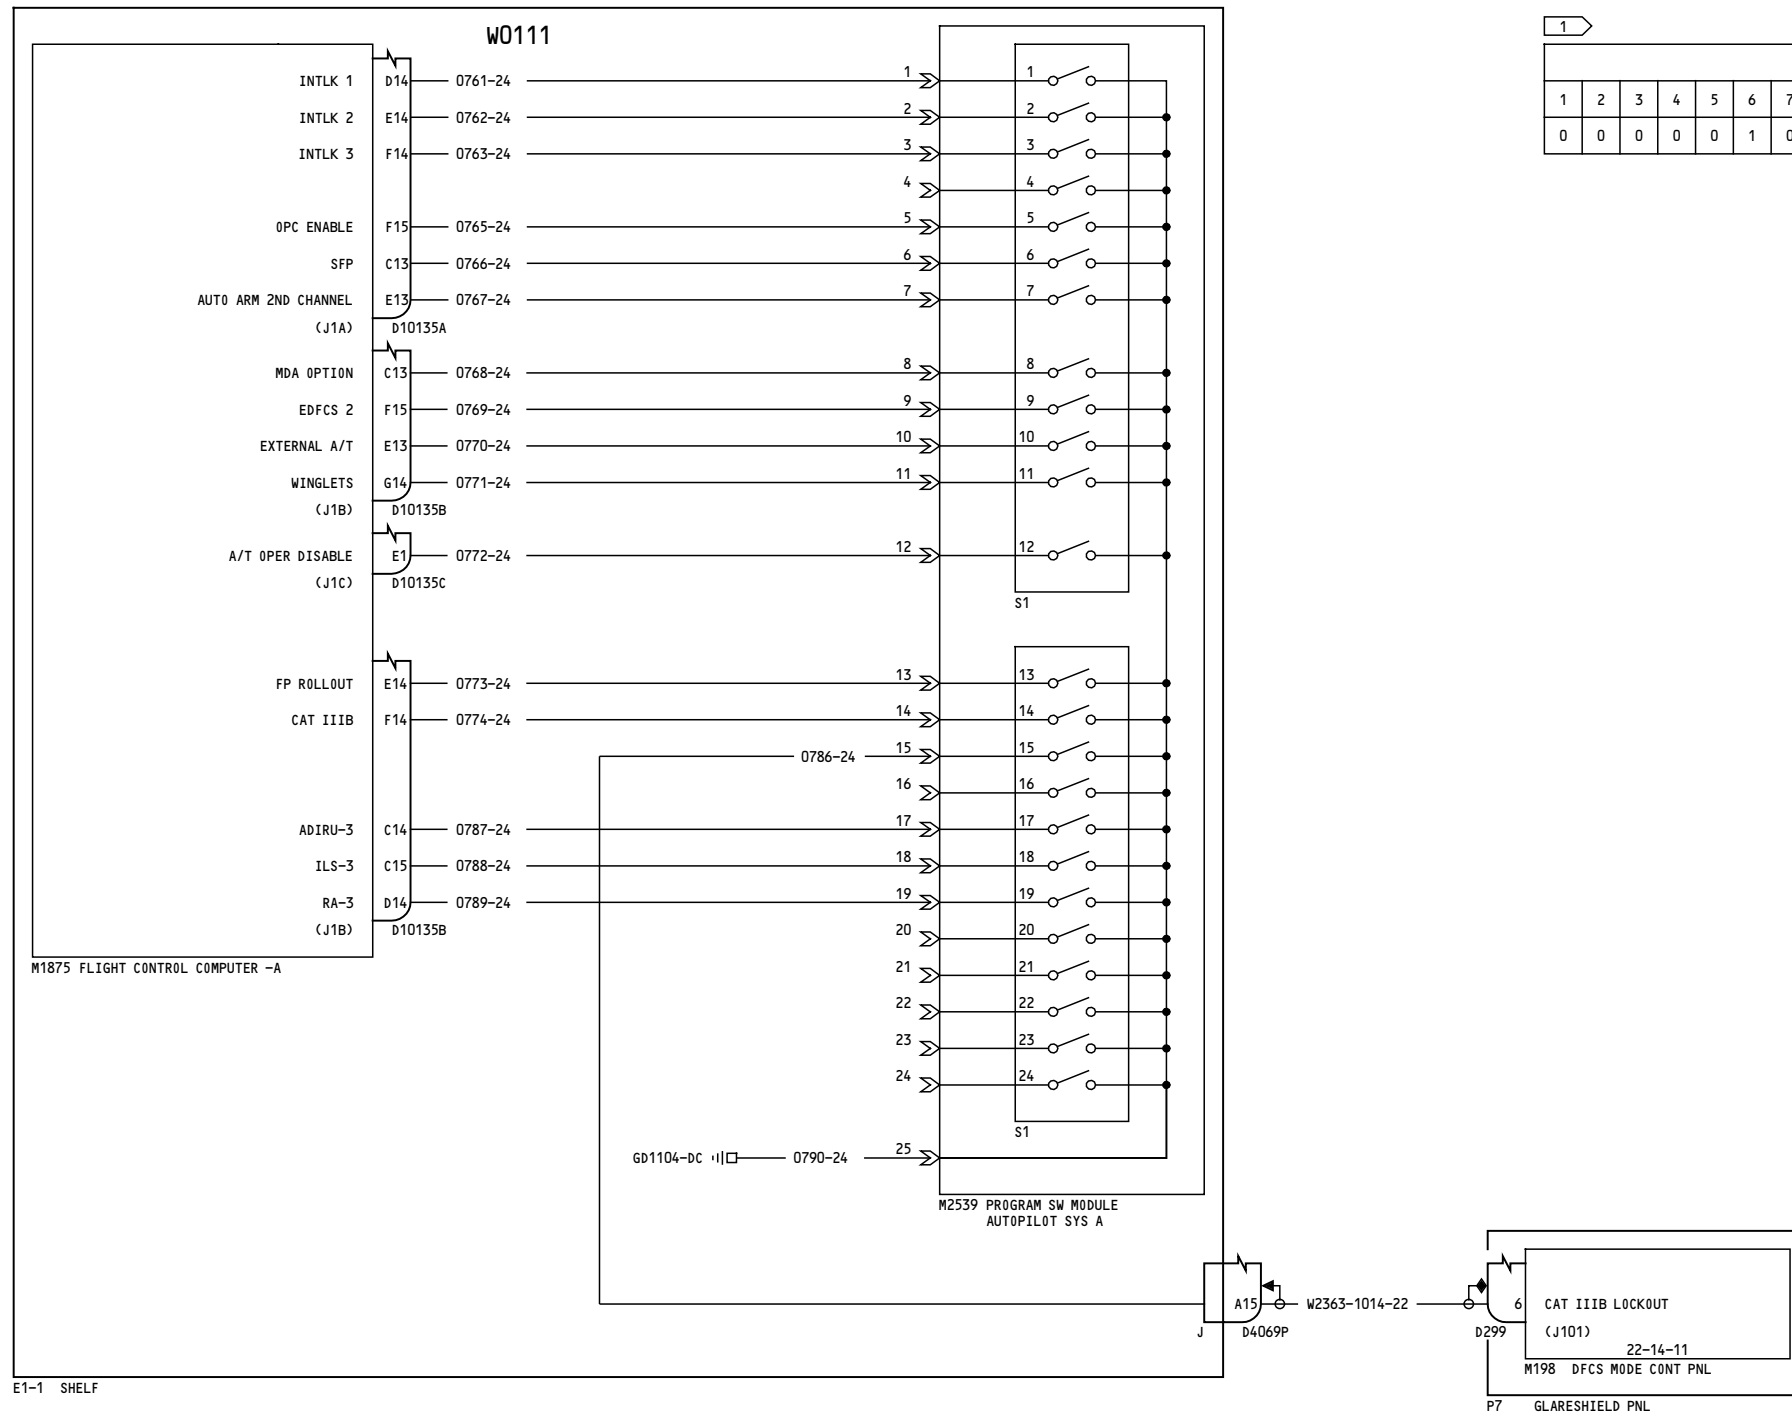 W0111
1
INTLK 1 D14 0761-24 1 1
INTLK 2 E14 0762-24 2 2
INTLK 3 F14 0763-24 3 3
4 4
OPC ENABLE F15 0765-24 5 5
SFP C13 0766-24 6 6
AUTO ARM 2ND CHANNEL E13 0767-24 7 7
(J1A) D10135A
MDA OPTION C13 0768-24 8 8
EDFCS 2 F15 0769-24 9 9
EXTERNAL A/T E13 0770-24 10 10
WINGLETS G14 0771-24 11 11
(J1B) D10135B
A/T OPER DISABLE E1 0772-24 12 12
(J1C) D10135C
S1
FP ROLLOUT E14 0773-24 13 13
CAT IIIB F14 0774-24 14 14
0786-24 15 15
16 16
ADIRU-3 C14 0787-24 17 17
ILS-3 C15 0788-24 18 18
RA-3 D14 0789-24 19 19
(J1B) D10135B
20 20
M1875 FLIGHT CONTROL COMPUTER -A
21 21
22 22
23 23
24 24
S1
GD1104-DC 0790-24 25
M2539 PROGRAM SW MODULE
AUTOPILOT SYS A
1 2 3 4 5 6 7
0 0 0 0 0 1 0
A15 W2363-1014-22 6 CAT IIIB LOCKOUT
J D4069P D299 (J101)
22-14-11
M198 DFCS MODE CONT PNL
E1-1 SHELF
P7 GLARESHIELD PNL